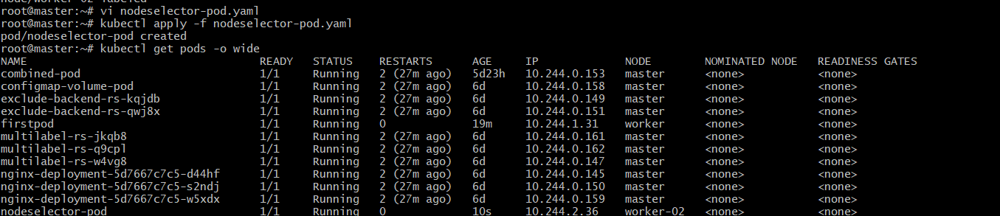 root@master:~# vi nodeselector-pod.yaml
root@master:~# kubectl apply -f nodeselector-pod.yaml
pod/nodeselector-pod created
root@master:~# kubectl get pods -o wide
NAME READY STATUS RESTARTS AGE IP NODE NOMINATED NODE READINESS GATES
combined-pod 1/1 Running 2 (27m ago) 5d23h 10.244.0.153 master <none> <none>
configmap-volume-pod 1/1 Running 2 (27m ago) 6d 10.244.0.158 master <none> <none>
exclude-backend-rs-kqjdb 1/1 Running 2 (27m ago) 6d 10.244.0.149 master <none> <none>
exclude-backend-rs-qwj8x 1/1 Running 2 (27m ago) 6d 10.244.0.151 master <none> <none>
firstpod 1/1 Running 0 19m 10.244.1.31 worker <none> <none>
multilabel-rs-jkqb8 1/1 Running 2 (27m ago) 6d 10.244.0.161 master <none> <none>
multilabel-rs-q9cpl 1/1 Running 2 (27m ago) 6d 10.244.0.162 master <none> <none>
multilabel-rs-w4vg8 1/1 Running 2 (27m ago) 6d 10.244.0.147 master <none> <none>
nginx-deployment-5d7667c7c5-d44hf 1/1 Running 2 (27m ago) 6d 10.244.0.145 master <none> <none>
nginx-deployment-5d7667c7c5-s2ndj 1/1 Running 2 (27m ago) 6d 10.244.0.150 master <none> <none>
nginx-deployment-5d7667c7c5-w5xdx 1/1 Running 2 (27m ago) 6d 10.244.0.159 master <none> <none>
nodeselector-pod 1/1 Running 0 10s 10.244.2.36 worker-02 <none> <none>